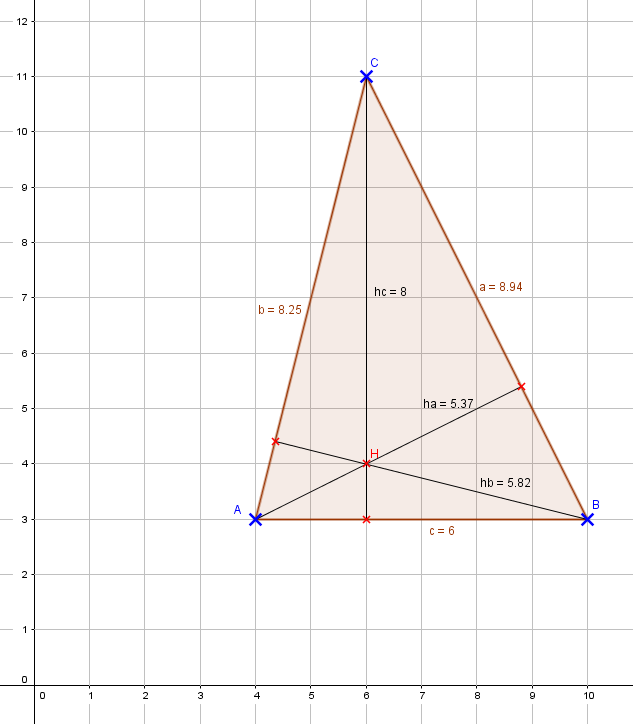 12
C
11
10
9
8
hc = 8
a = 8.94
7
b = 8.25
6
ha = 5.37
5
H
4
hb = 5.82
A
B
3
c = 6
2
1
0
0 1 2 3 4 5 6 7 8 9 10